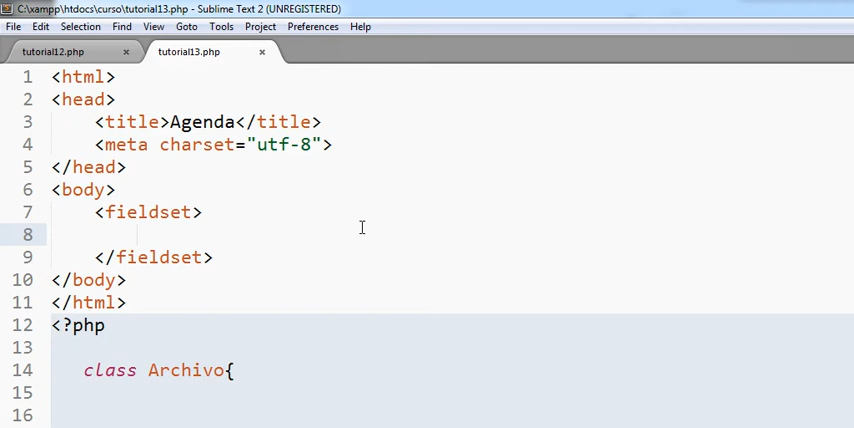 C:\xampp\htdocs\curso\tutorial13.php - Sublime Text 2 (UNREGISTERED)
File Edit Selection Find View Goto Tools Project Preferences Help
tutorial12.php × tutorial13.php ×
1 <html>
2 <head>
3 <title>Agenda</title>
4 <meta charset="utf-8">
5 </head>
6 <body>
7 <fieldset>
8
9 </fieldset>
10 </body>
11 </html>
12 <?php
13
14 class Archivo{
15
16